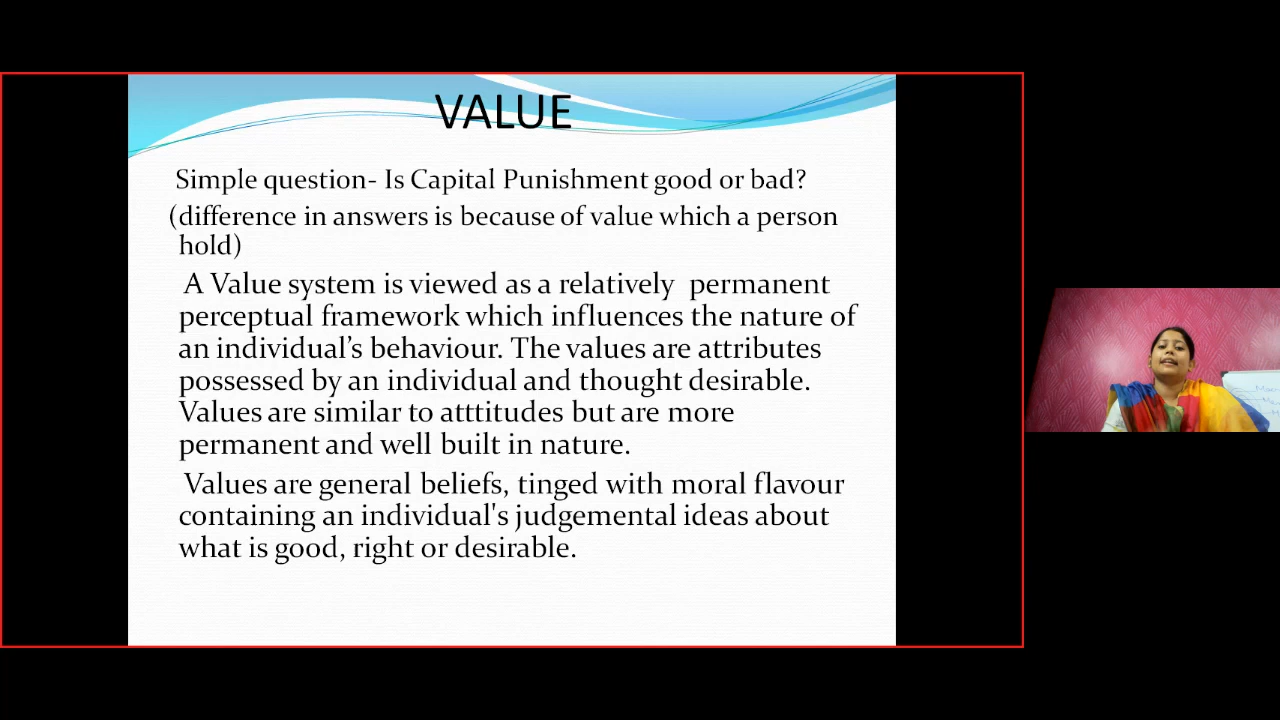 VALUE
Simple question- Is Capital Punishment good or bad?
(difference in answers is because of value which a person
hold)
A Value system is viewed as a relatively permanent
perceptual framework which influences the nature of
an individual’s behaviour. The values are attributes
possessed by an individual and thought desirable.
Values are similar to atttitudes but are more
permanent and well built in nature.
Values are general beliefs, tinged with moral flavour
containing an individual's judgemental ideas about
what is good, right or desirable.